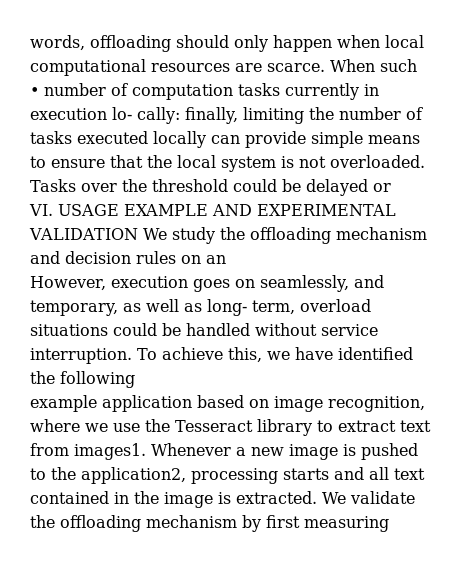 words, offloading should only happen when local
computational resources are scarce. When such
• number of computation tasks currently in
execution lo- cally: finally, limiting the number of
tasks executed locally can provide simple means
to ensure that the local system is not overloaded.
Tasks over the threshold could be delayed or
VI. USAGE EXAMPLE AND EXPERIMENTAL
VALIDATION We study the offloading mechanism
and decision rules on an
However, execution goes on seamlessly, and
temporary, as well as long- term, overload
situations could be handled without service
interruption. To achieve this, we have identified
the following
example application based on image recognition,
where we use the Tesseract library to extract text
from images1. Whenever a new image is pushed
to the application2, processing starts and all text
contained in the image is extracted. We validate
the offloading mechanism by first measuring